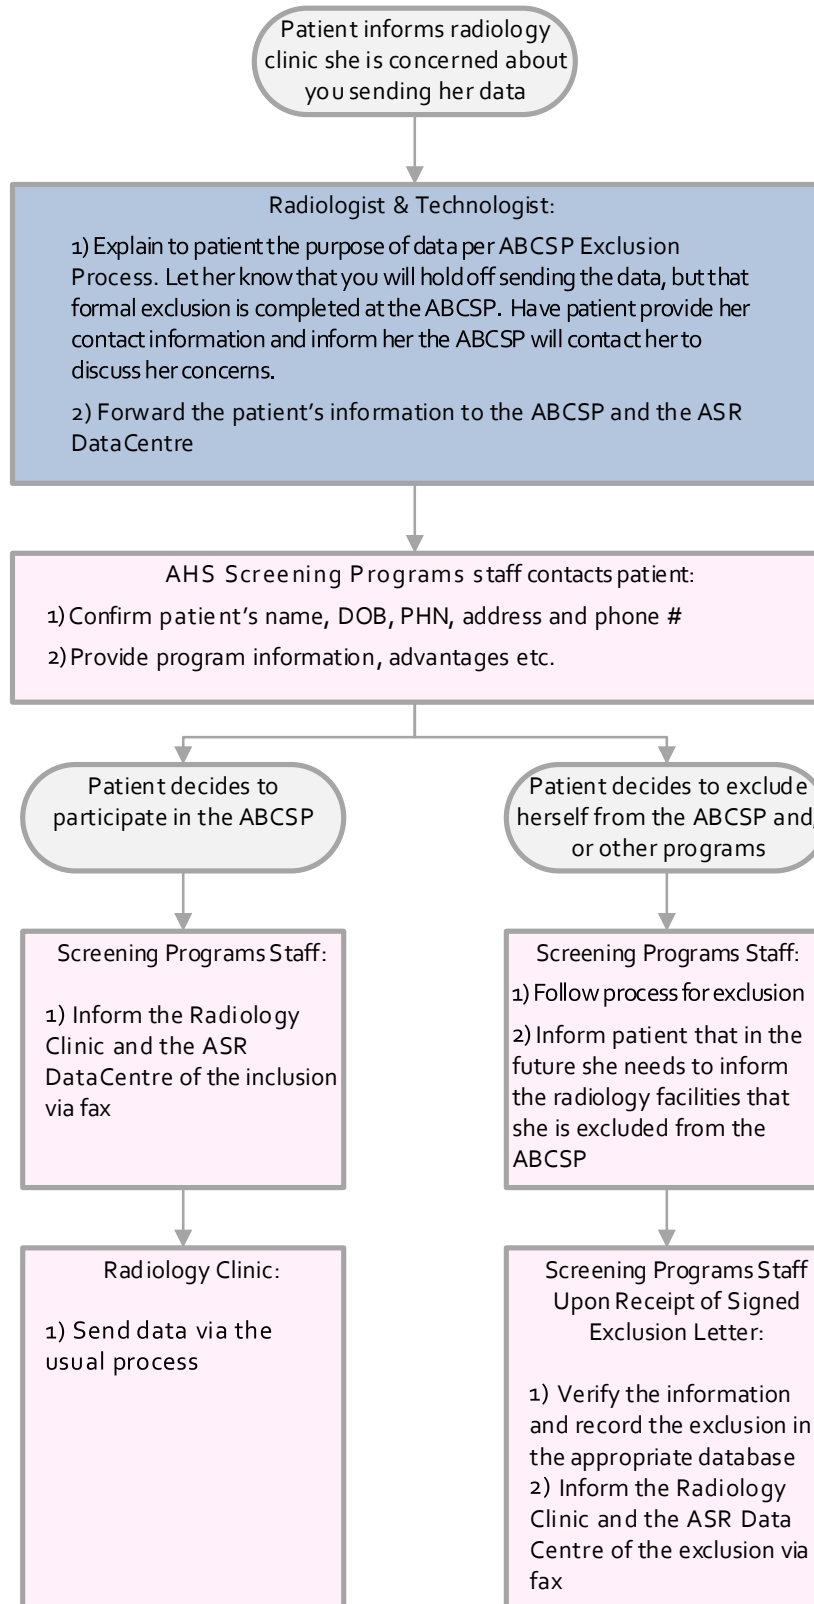 Patient informs radiology
clinic she is concerned about
you sending her data
Radiologist & Technologist:
1) Explain to patient the purpose of data per ABCSP Exclusion
Process. Let her know that you will hold off sending the data, but that
formal exclusion is completed at the ABCSP. Have patient provide her
contact information and inform her the ABCSP will contact her to
discuss her concerns.
2) Forward the patient's information to the ABCSP and the ASR
DataCentre
AHS Screening Programs staff contacts patient:
1) Confirm patient's name, DOB, PHN, address and phone #
2) Provide program information, advantages etc.
Patient decides to
participate in the ABCSP
Patient decides to exclude
herself from the ABCSP and/
or other programs
Screening Programs Staff:
1) Inform the Radiology
Clinic and the ASR
DataCentre of the inclusion
via fax
Screening Programs Staff:
1) Follow process for exclusion
2) Inform patient that in the
future she needs to inform
the radiology facilities that
she is excluded from the
ABCSP
Radiology Clinic:
1) Send data via the
usual process
Screening Programs Staff
Upon Receipt of Signed
Exclusion Letter:
1) Verify the information
and record the exclusion in
the appropriate database
2) Inform the Radiology
Clinic and the ASR Data
Centre of the exclusion via
fax